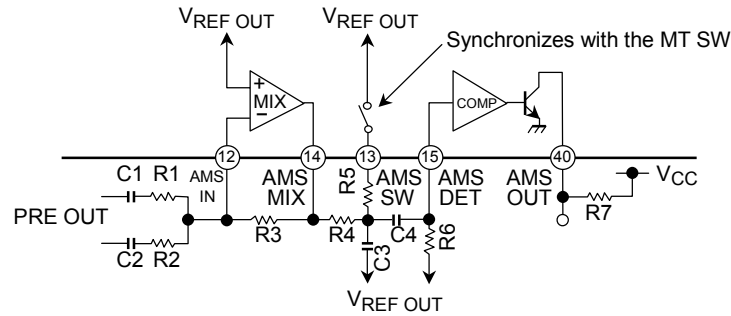 VREF OUT
VREF OUT
Synchronizes with the MT SW
+
MIX
−
COMP
12
14
13
15
40
C1 R1
AMS IN
AMS MIX
R5
AMS SW
AMS DET
AMS OUT
VCC
PRE OUT
R3
R4
C4
R6
R7
C2 R2
C3
VREF OUT